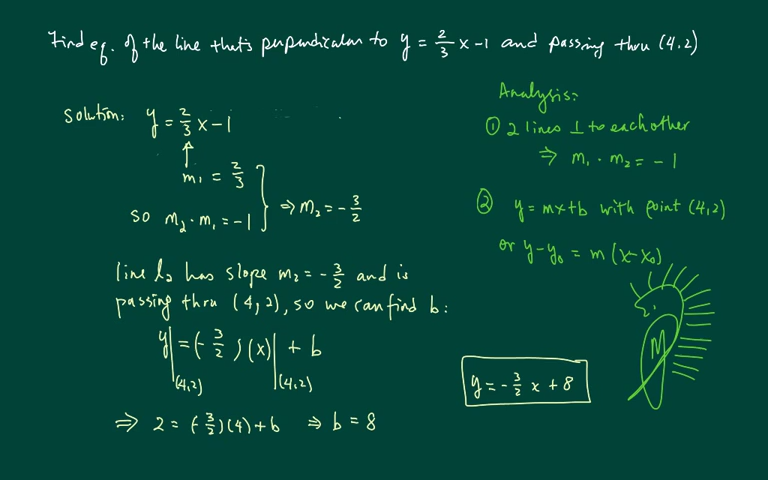 Find eq. of the line that's perpendicular to y = 2/3 x - 1 and passing thru (4,2)
Solution: y = 2/3 x - 1
m₁ = 2/3
so m₂ · m₁ = -1 } ⇒ m₂ = -3/2
line l₂ has slope m₂ = -3/2 and is
passing thru (4,2), so we can find b:
y|(4,2) = (-3/2)(x)|(4,2) + b
⇒ 2 = (-3/2)(4) + b ⇒ b = 8
Analysis:
① 2 lines ⊥ to each other
⇒ m₁ · m₂ = -1
② y = mx+b with point (4,2)
or y-y₀ = m(x-x₀)
M
y = -3/2 x + 8